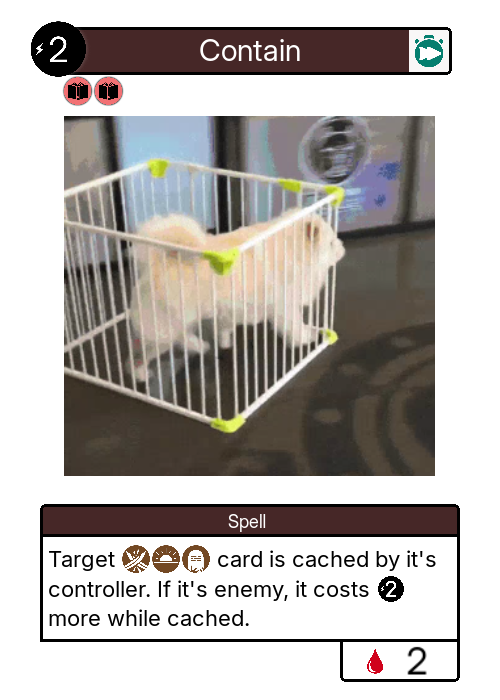 2
Contain
Spell
Target card is cached by it's
controller. If it's enemy, it costs 2
more while cached.
2